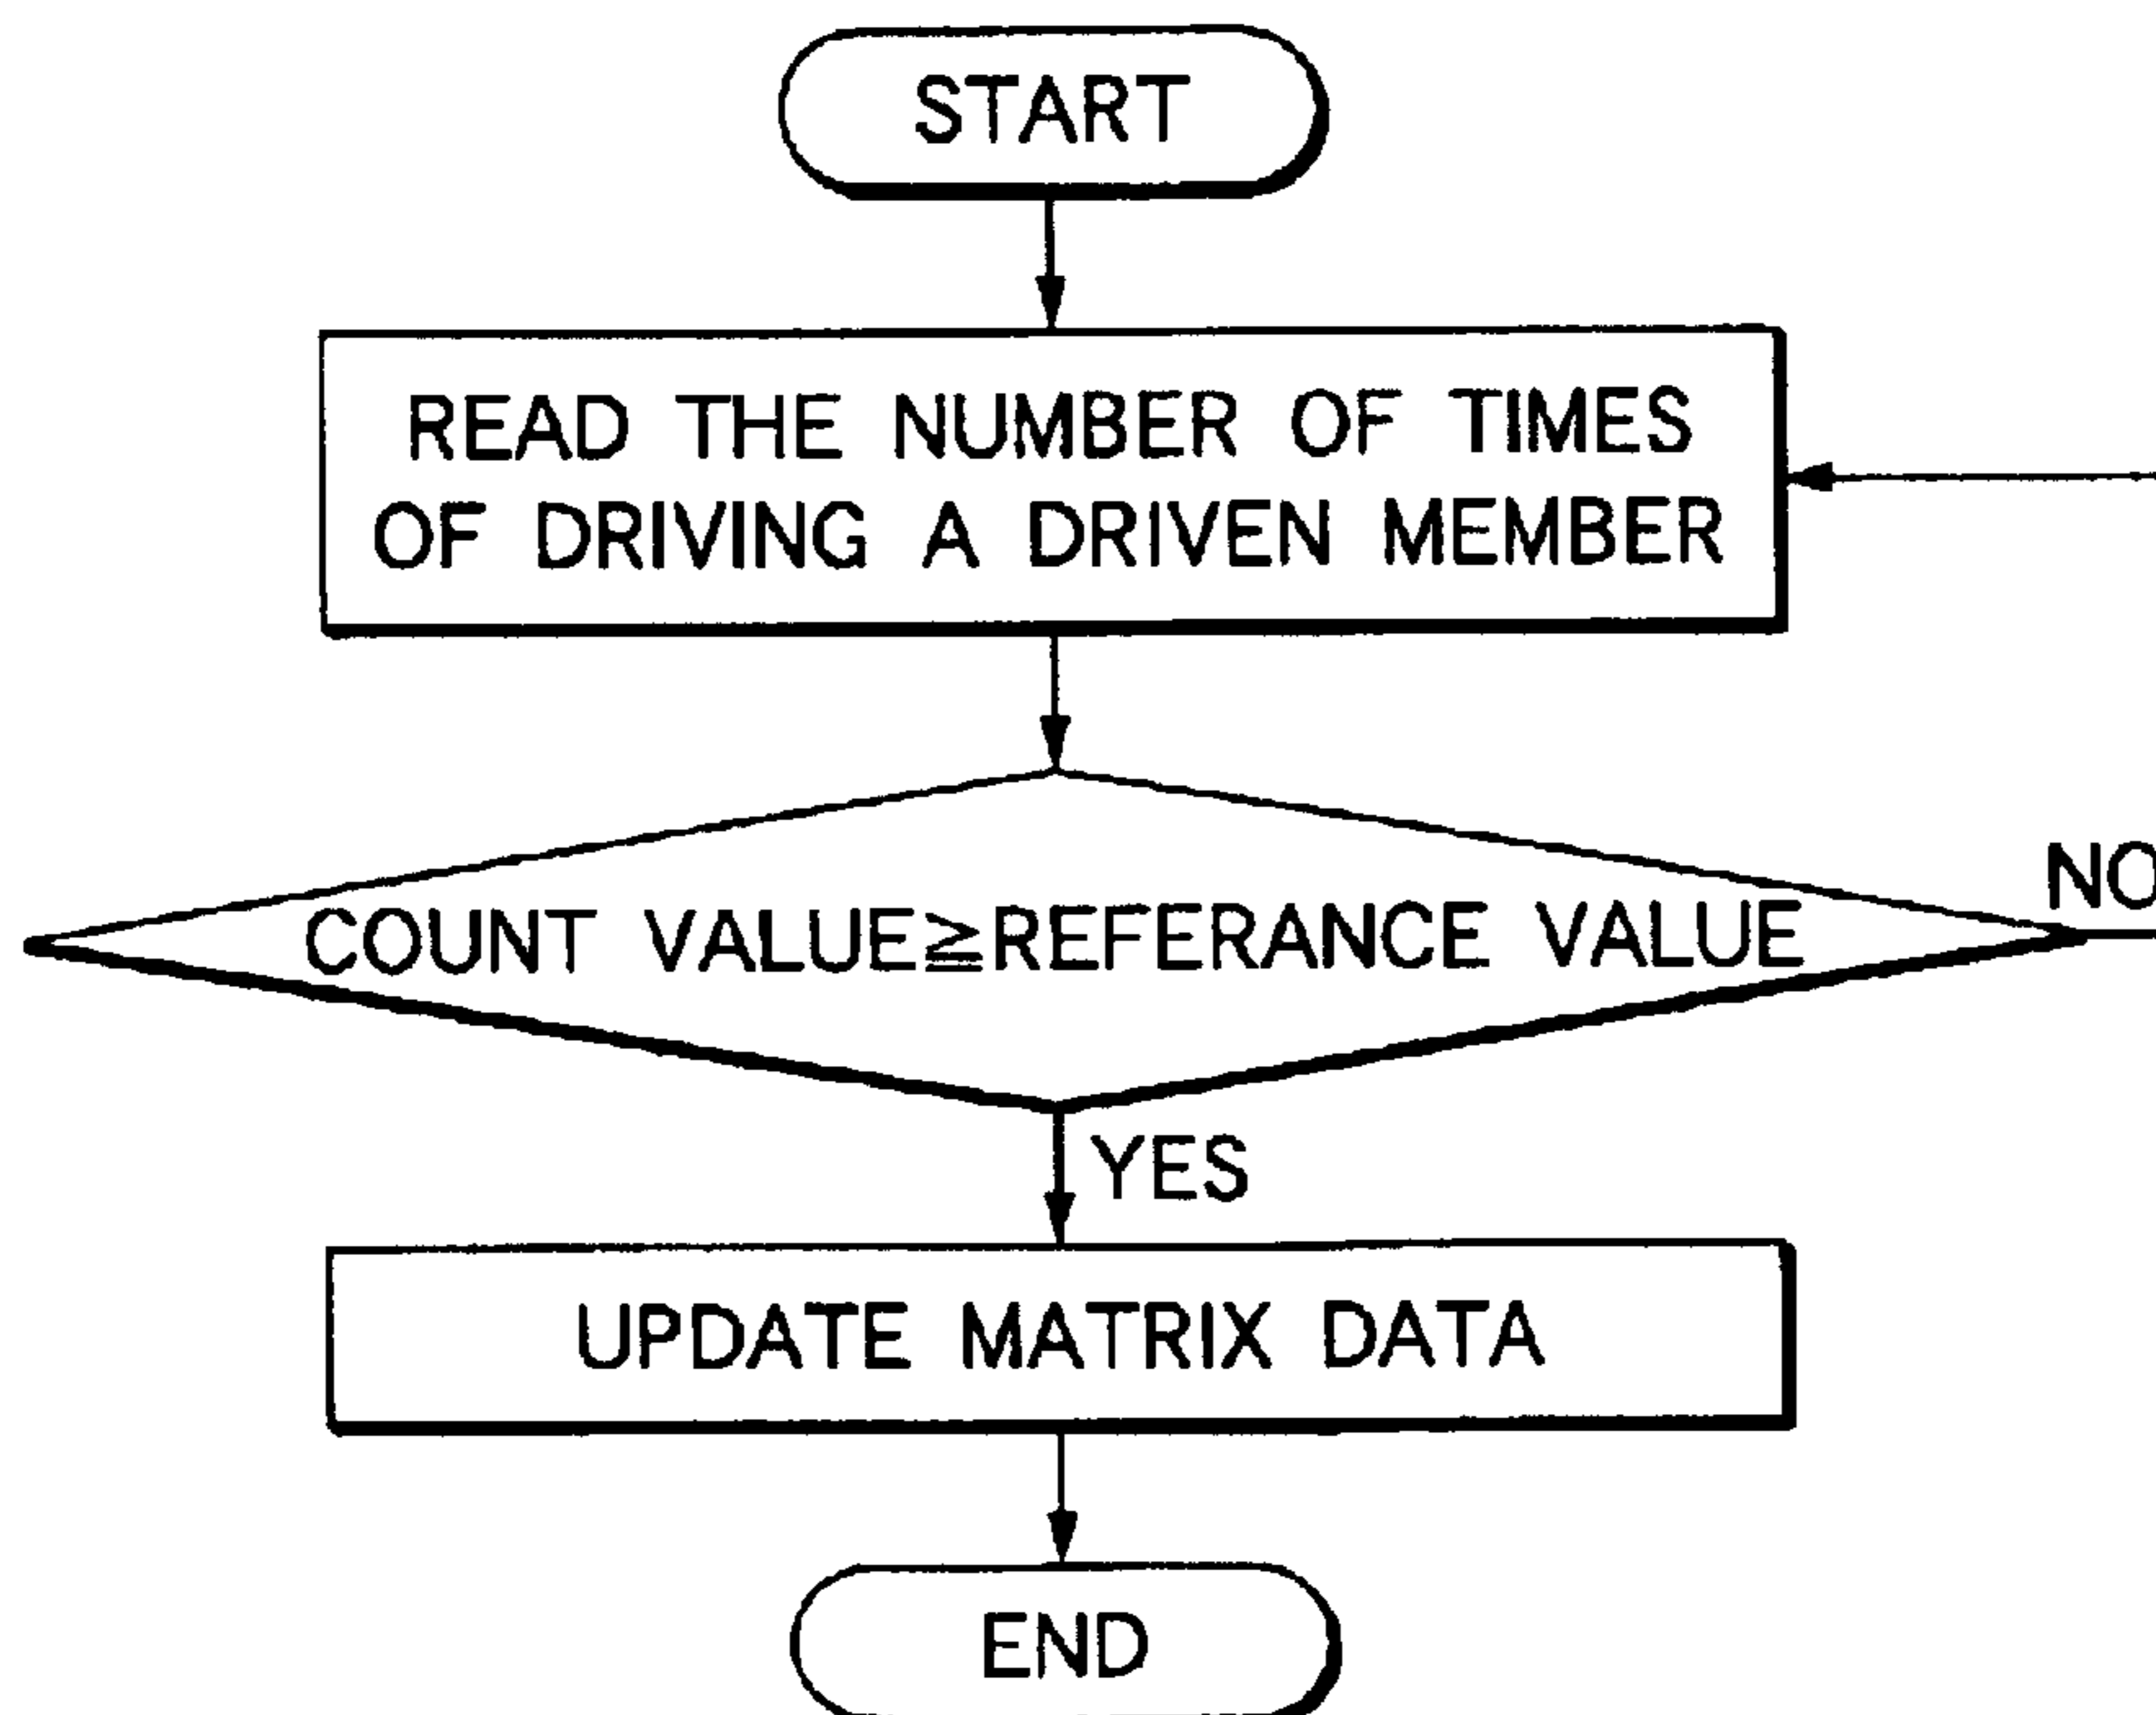 START
READ THE NUMBER OF TIMES
OF DRIVING A DRIVEN MEMBER
NO
COUNT VALUE≧REFERANCE VALUE
YES
UPDATE MATRIX DATA
END